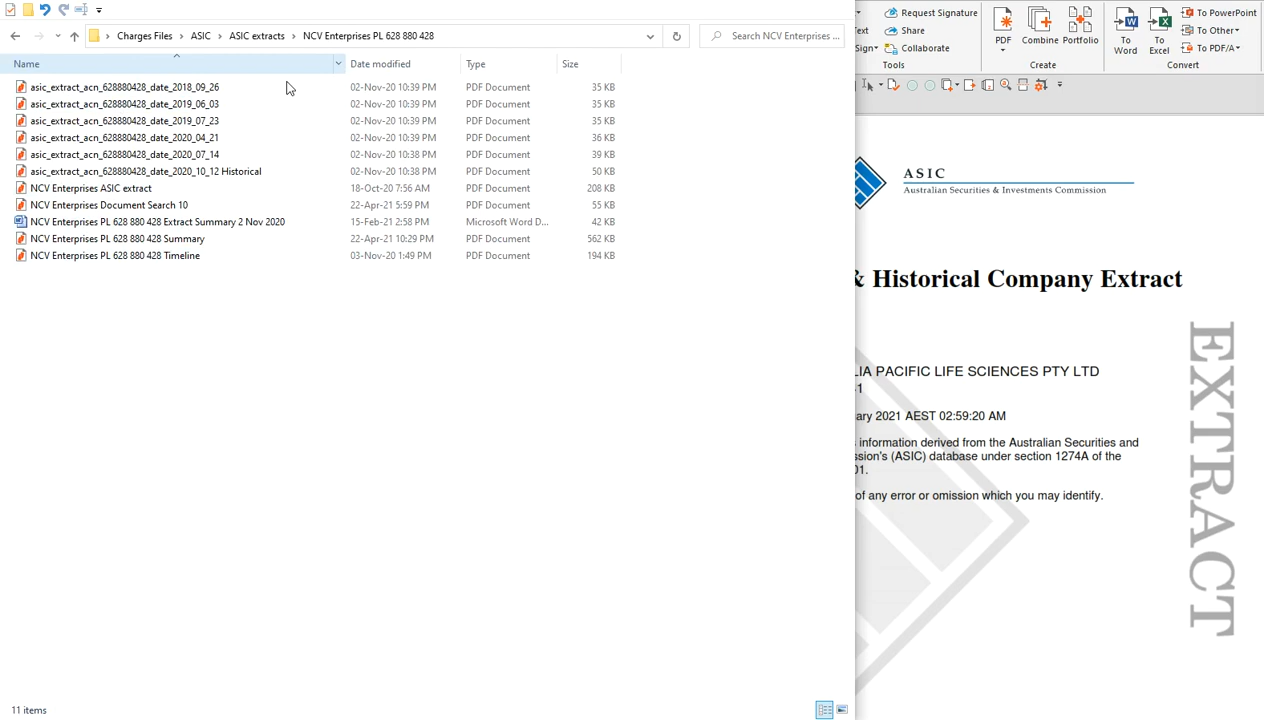 Charges Files > ASIC > ASIC extracts > NCV Enterprises PL 628 880 428
Search NCV Enterprises ...
Name Date modified Type Size
asic_extract_acn_628880428_date_2018_09_26 02-Nov-20 10:39 PM PDF Document 35 KB
asic_extract_acn_628880428_date_2019_06_03 02-Nov-20 10:39 PM PDF Document 35 KB
asic_extract_acn_628880428_date_2019_07_23 02-Nov-20 10:39 PM PDF Document 35 KB
asic_extract_acn_628880428_date_2020_04_21 02-Nov-20 10:39 PM PDF Document 36 KB
asic_extract_acn_628880428_date_2020_07_14 02-Nov-20 10:38 PM PDF Document 39 KB
asic_extract_acn_628880428_date_2020_10_12 Historical 02-Nov-20 10:38 PM PDF Document 50 KB
NCV Enterprises ASIC extract 18-Oct-20 7:56 AM PDF Document 208 KB
NCV Enterprises Document Search 10 22-Apr-21 5:59 PM PDF Document 55 KB
NCV Enterprises PL 628 880 428 Extract Summary 2 Nov 2020 15-Feb-21 2:58 PM Microsoft Word D... 42 KB
NCV Enterprises PL 628 880 428 Summary 22-Apr-21 10:29 PM PDF Document 562 KB
NCV Enterprises PL 628 880 428 Timeline 03-Nov-20 1:49 PM PDF Document 194 KB
11 items
Request Signature
Text
Share
Sign
Collaborate
Tools
PDF
Combine
Portfolio
Create
To Word
To Excel
To PowerPoint
To Other
To PDF/A
Convert
ASIC
Australian Securities & Investments Commission
& Historical Company Extract
LIA PACIFIC LIFE SCIENCES PTY LTD
1
ary 2021 AEST 02:59:20 AM
s information derived from the Australian Securities and
ssion's (ASIC) database under section 1274A of the
01.
of any error or omission which you may identify.
EXTRACT